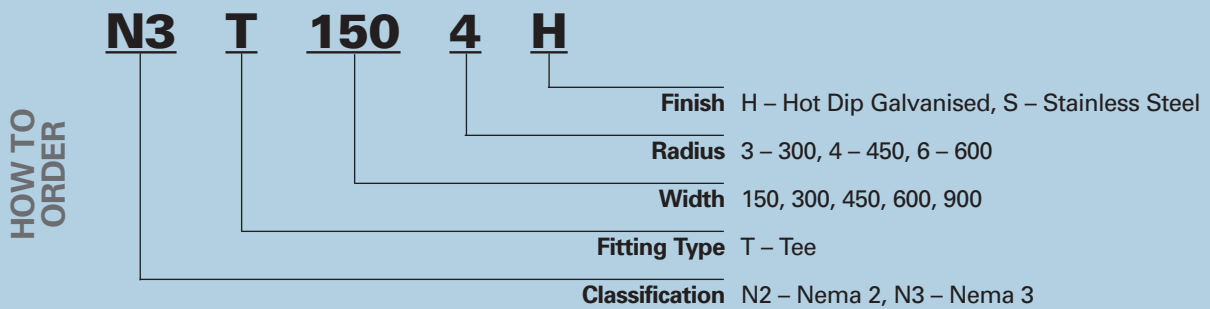 HOW TO
ORDER
N3 T 150 4 H
Finish H – Hot Dip Galvanised, S – Stainless Steel
Radius 3 – 300, 4 – 450, 6 – 600
Width 150, 300, 450, 600, 900
Fitting Type T – Tee
Classification N2 – Nema 2, N3 – Nema 3